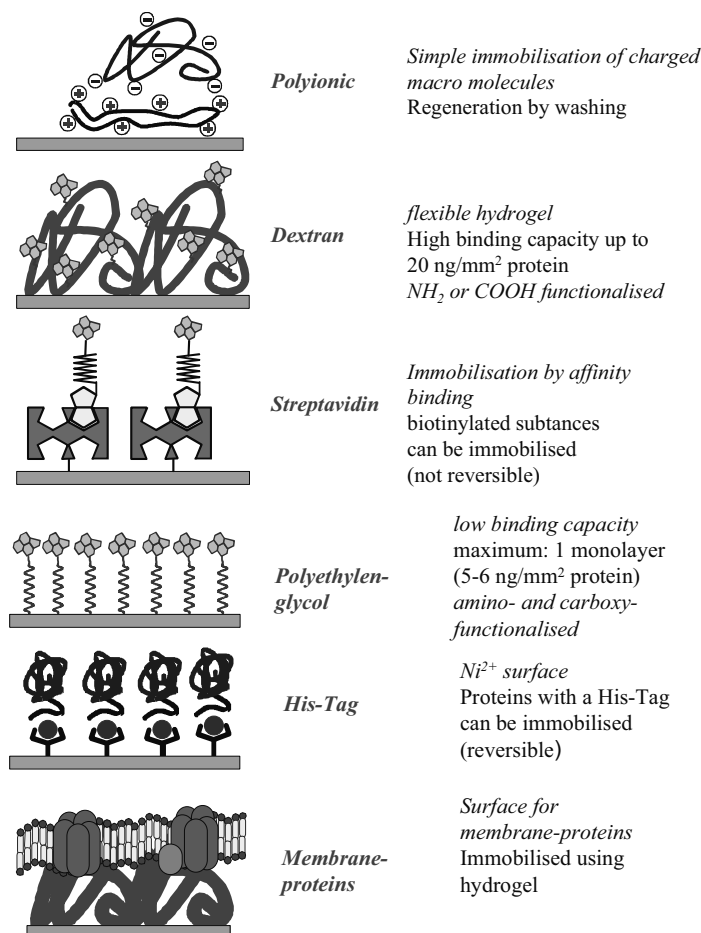 Polyionic
Simple immobilisation of charged
macro molecules
Regeneration by washing
Dextran
flexible hydrogel
High binding capacity up to
20 ng/mm² protein
NH₂ or COOH functionalised
Streptavidin
Immobilisation by affinity
binding
biotinylated subtances
can be immobilised
(not reversible)
Polyethylen-
glycol
low binding capacity
maximum: 1 monolayer
(5-6 ng/mm² protein)
amino- and carboxy-
functionalised
His-Tag
Ni²⁺ surface
Proteins with a His-Tag
can be immobilised
(reversible)
Membrane-
proteins
Surface for
membrane-proteins
Immobilised using
hydrogel